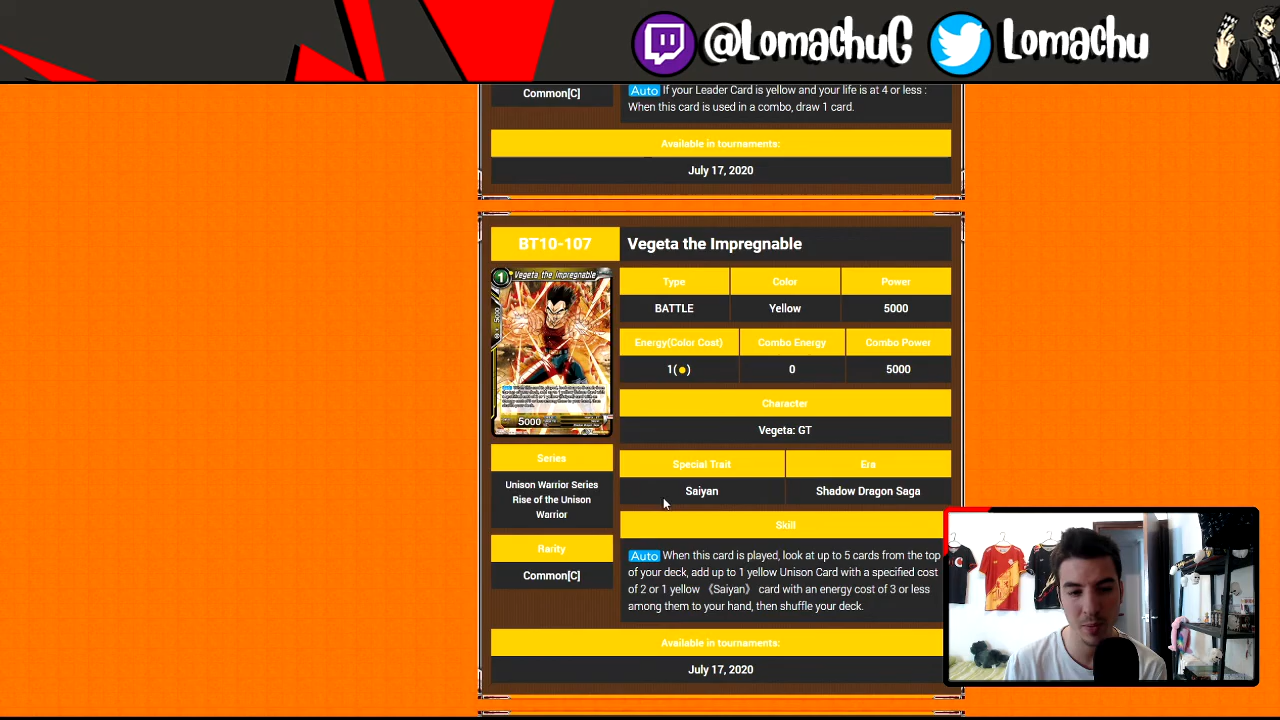 @LomachuG
Lomachu
Common[C]
Auto If your Leader Card is yellow and your life is at 4 or less :
When this card is used in a combo, draw 1 card.
Available in tournaments:
July 17, 2020
BT10-107
Vegeta the Impregnable
1
Vegeta the Impregnable
5000
5000
Type
Color
Power
BATTLE
Yellow
5000
Energy(Color Cost)
Combo Energy
Combo Power
1( )
0
5000
Character
Vegeta: GT
Series
Unison Warrior Series
Rise of the Unison
Warrior
Special Trait
Era
Saiyan
Shadow Dragon Saga
Rarity
Common[C]
Skill
Auto When this card is played, look at up to 5 cards from the top
of your deck, add up to 1 yellow Unison Card with a specified cost
of 2 or 1 yellow 《Saiyan》 card with an energy cost of 3 or less
among them to your hand, then shuffle your deck.
Available in tournaments:
July 17, 2020